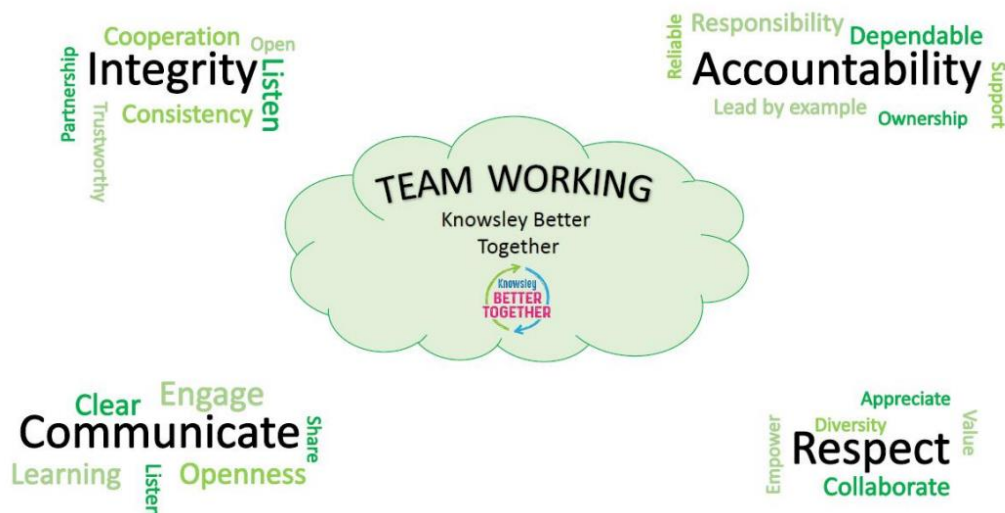 Cooperation
Open
Partnership
Integrity
Listen
Consistency
Trustworthy
Reliable
Responsibility
Dependable
Accountability
Support
Lead by example
Ownership
TEAM WORKING
Knowsley Better
Together
Knowsley
BETTER
TOGETHER
Clear
Engage
Communicate
Share
Learning
Listen
Openness
Appreciate
Diversity
Value
Empower
Respect
Collaborate